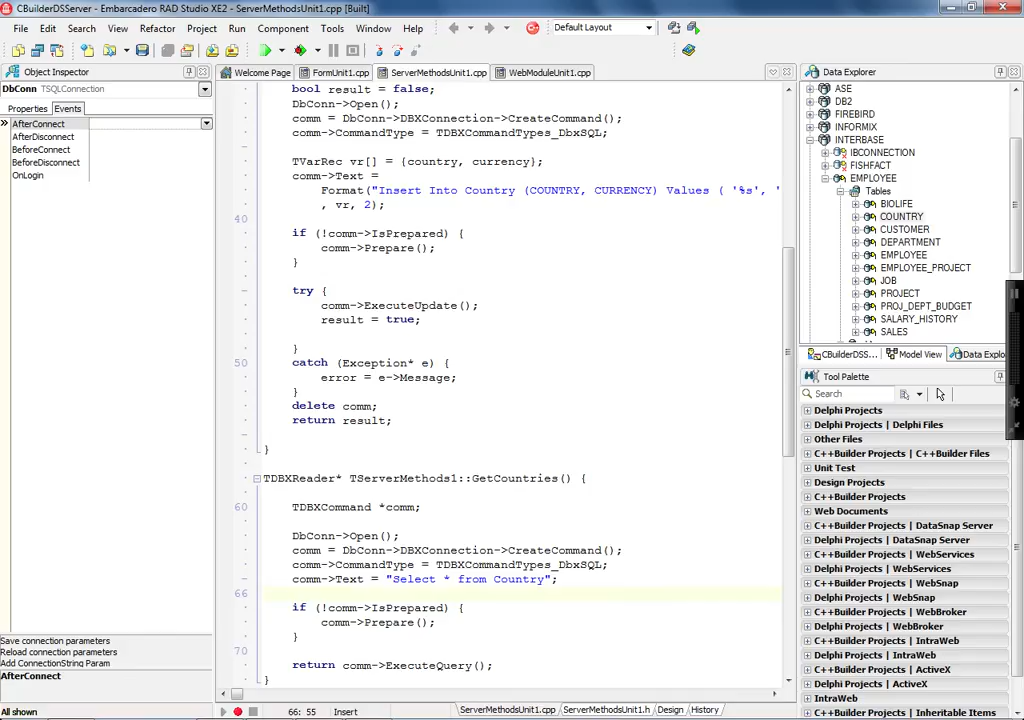 CBuilderDSServer - Embarcadero RAD Studio XE2 - ServerMethodsUnit1.cpp [Built]
File Edit Search View Refactor Project Run Component Tools Window Help
Default Layout
Object Inspector
DbConn TSQLConnection
Properties Events
» AfterConnect
AfterDisconnect
BeforeConnect
BeforeDisconnect
OnLogin
Save connection parameters
Reload connection parameters
Add ConnectionString Param
AfterConnect
All shown
Welcome Page FormUnit1.cpp ServerMethodsUnit1.cpp WebModuleUnit1.cpp
bool result = false;
DbConn->Open();
comm = DbConn->DBXConnection->CreateCommand();
comm->CommandType = TDBXCommandTypes_DbxSQL;
TVarRec vr[] = {country, currency};
comm->Text =
Format("Insert Into Country (COUNTRY, CURRENCY) Values ( '%s', '
, vr, 2);
40
if (!comm->IsPrepared) {
comm->Prepare();
}
try {
comm->ExecuteUpdate();
result = true;
}
50 catch (Exception* e) {
error = e->Message;
}
delete comm;
return result;
}
TDBXReader* TServerMethods1::GetCountries() {
60 TDBXCommand *comm;
DbConn->Open();
comm = DbConn->DBXConnection->CreateCommand();
comm->CommandType = TDBXCommandTypes_DbxSQL;
comm->Text = "Select * from Country";
66
if (!comm->IsPrepared) {
comm->Prepare();
}
70
return comm->ExecuteQuery();
}
66: 55 Insert ServerMethodsUnit1.cpp ServerMethodsUnit1.h Design History
Data Explorer
ASE
DB2
FIREBIRD
INFORMIX
INTERBASE
IBCONNECTION
FISHFACT
EMPLOYEE
Tables
BIOLIFE
COUNTRY
CUSTOMER
DEPARTMENT
EMPLOYEE
EMPLOYEE_PROJECT
JOB
PROJECT
PROJ_DEPT_BUDGET
SALARY_HISTORY
SALES
CBuilderDSS... Model View Data Explo
Tool Palette
Search
Delphi Projects
Delphi Projects | Delphi Files
Other Files
C++Builder Projects | C++Builder Files
Unit Test
Design Projects
C++Builder Projects
Web Documents
C++Builder Projects | DataSnap Server
Delphi Projects | DataSnap Server
C++Builder Projects | WebServices
Delphi Projects | WebServices
C++Builder Projects | WebSnap
Delphi Projects | WebSnap
C++Builder Projects | WebBroker
Delphi Projects | WebBroker
C++Builder Projects | IntraWeb
Delphi Projects | IntraWeb
C++Builder Projects | ActiveX
Delphi Projects | ActiveX
IntraWeb
C++Builder Projects | Inheritable Items